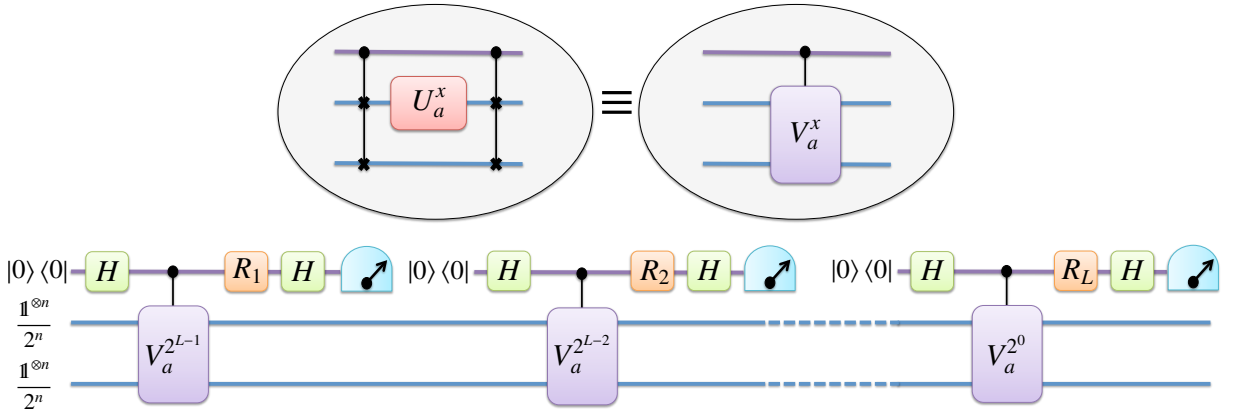 U_a^x ≡ V_a^x
|0⟩⟨0| H R_1 H |0⟩⟨0| H R_2 H |0⟩⟨0| H R_L H
𝟙^{⊗n}/2^n V_a^{2^{L-1}} V_a^{2^{L-2}} V_a^{2^0}
𝟙^{⊗n}/2^n